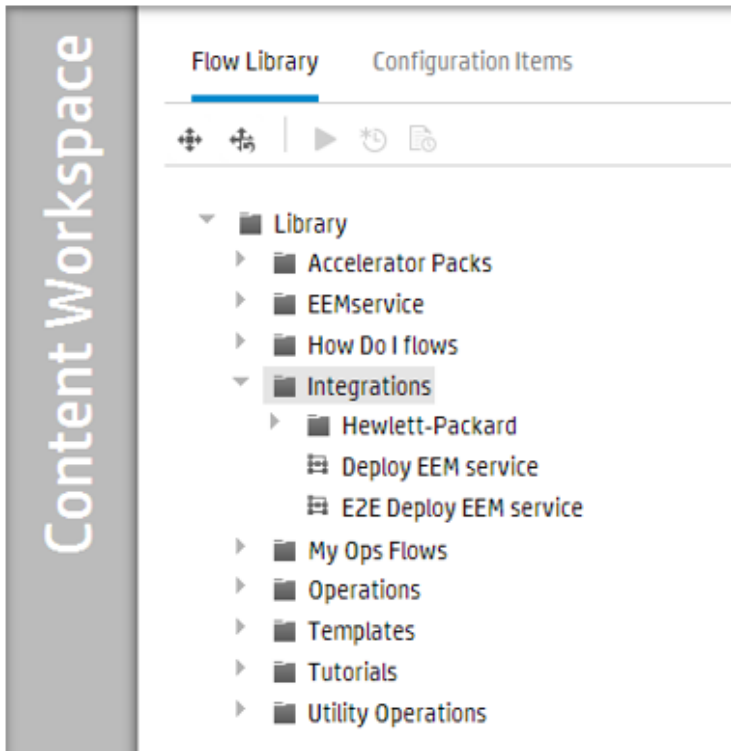 Content Workspace
Flow Library Configuration Items
Library
Accelerator Packs
EEMservice
How Do I flows
Integrations
Hewlett-Packard
Deploy EEM service
E2E Deploy EEM service
My Ops Flows
Operations
Templates
Tutorials
Utility Operations